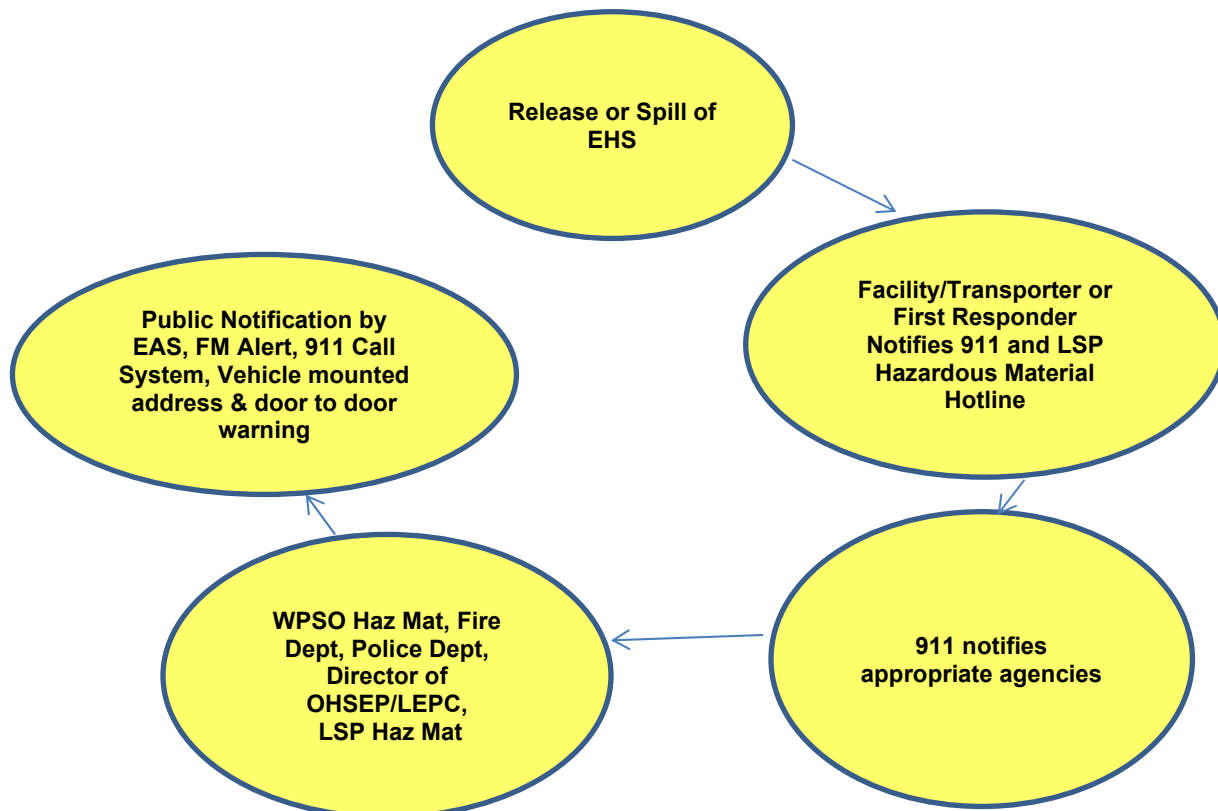 Release or Spill of
EHS
Facility/Transporter or
First Responder
Notifies 911 and LSP
Hazardous Material
Hotline
911 notifies
appropriate agencies
WPSO Haz Mat, Fire
Dept, Police Dept,
Director of
OHSEP/LEPC,
LSP Haz Mat
Public Notification by
EAS, FM Alert, 911 Call
System, Vehicle mounted
address & door to door
warning